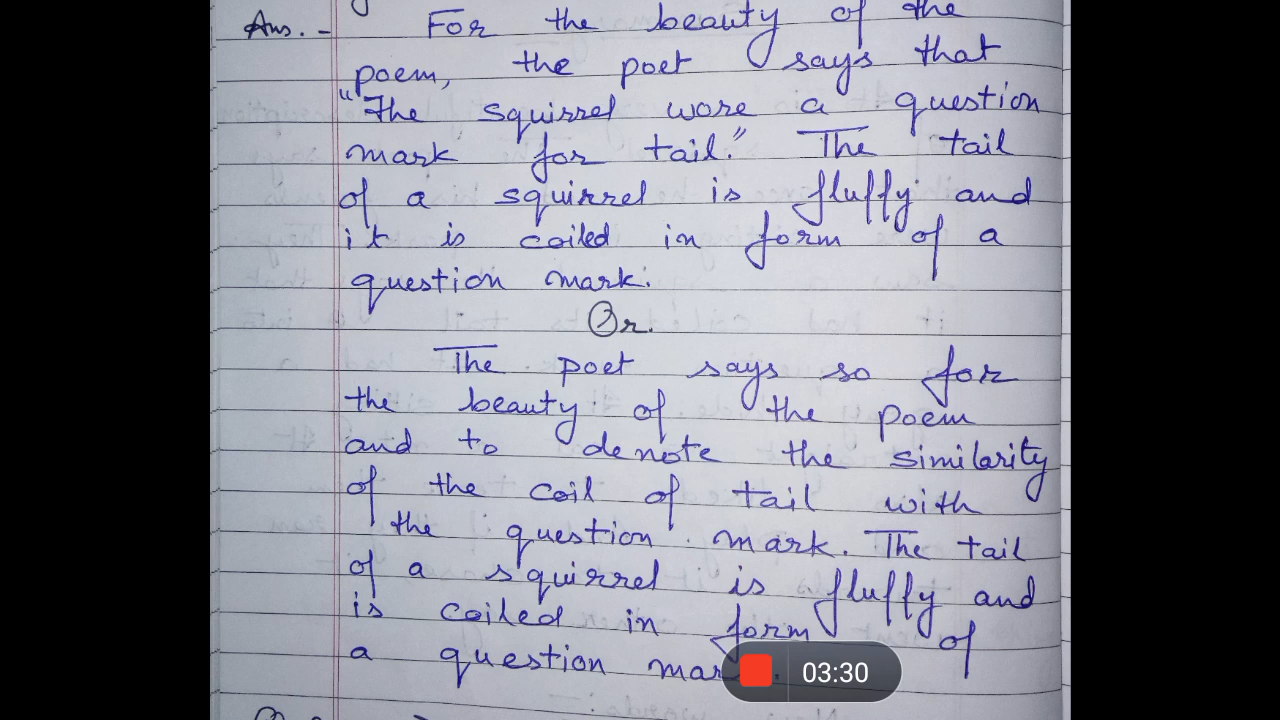 Ans. - For the beauty of the
poem, the poet says that
"The squirrel wore a question
mark for tail." The tail
of a squirrel is fluffy and
it is coiled in form of a
question mark.
Or.
The poet says so for
the beauty of the poem
and to denote the similarity
of the coil of tail with
the question mark. The tail
of a squirrel is fluffy and
is coiled in form of
a question mar
03:30